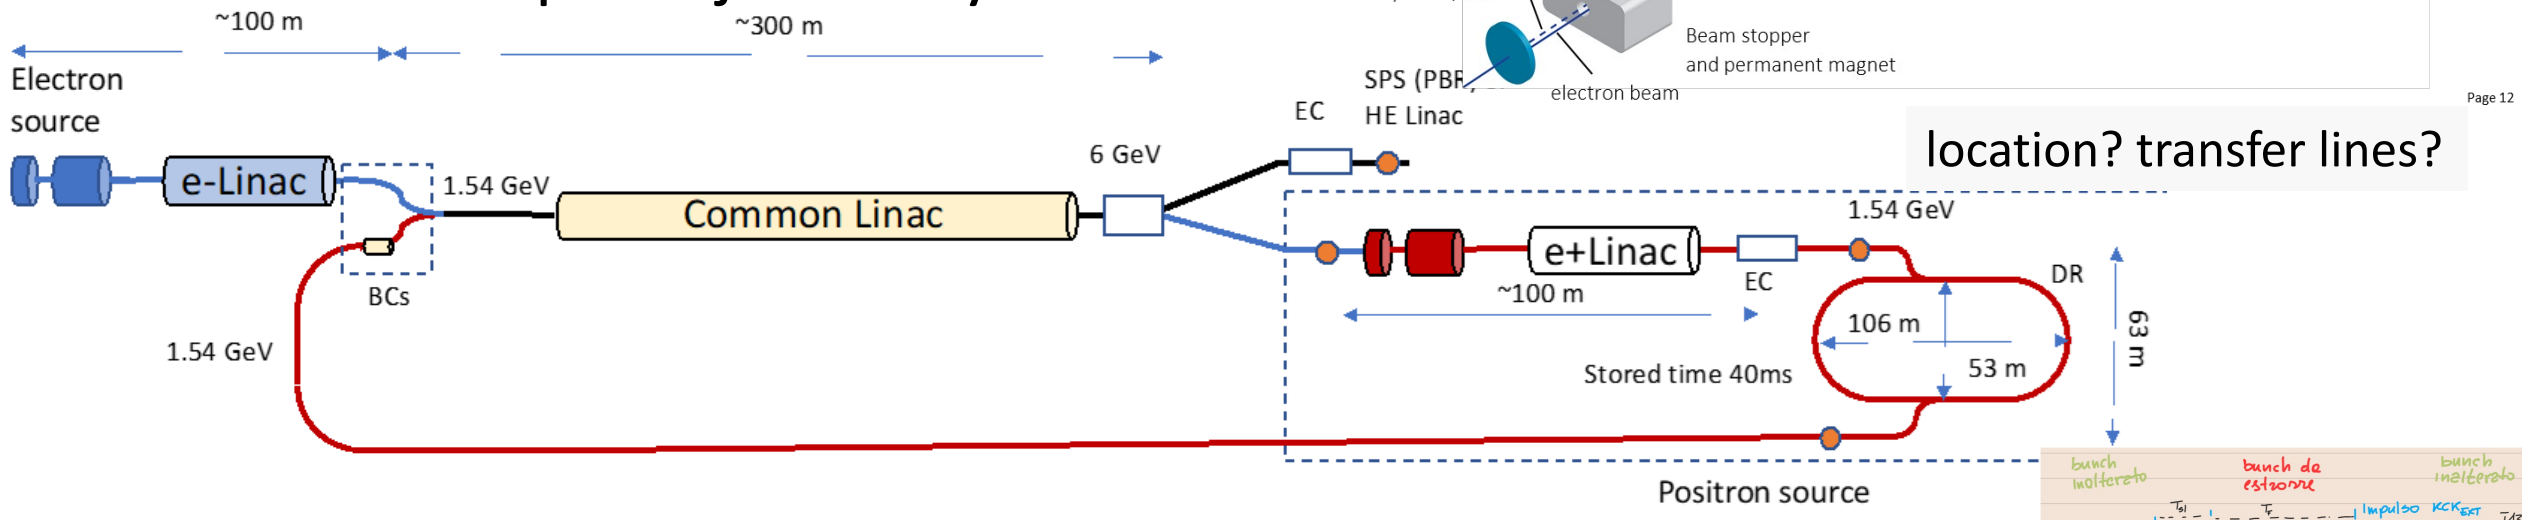 ~100 m
~300 m
Beam stopper
and permanent magnet
electron beam
Page 12
Electron
source
SPS (PBR)
EC
HE Linac
location? transfer lines?
6 GeV
e-Linac
1.54 GeV
Common Linac
1.54 GeV
e+Linac
EC
DR
BCs
~100 m
106 m
63 m
1.54 GeV
Stored time 40ms
53 m
Positron source
bunch
inalterato
bunch da
estrarre
bunch
inalterato
Impulso KCK EXT